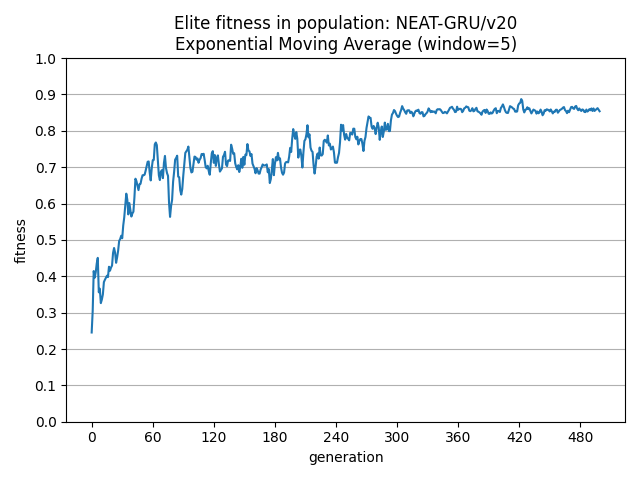 Elite fitness in population: NEAT-GRU/v20
Exponential Moving Average (window=5)
1.0
0.9
0.8
0.7
0.6
0.5
0.4
0.3
0.2
0.1
0.0
fitness
0 60 120 180 240 300 360 420 480
generation